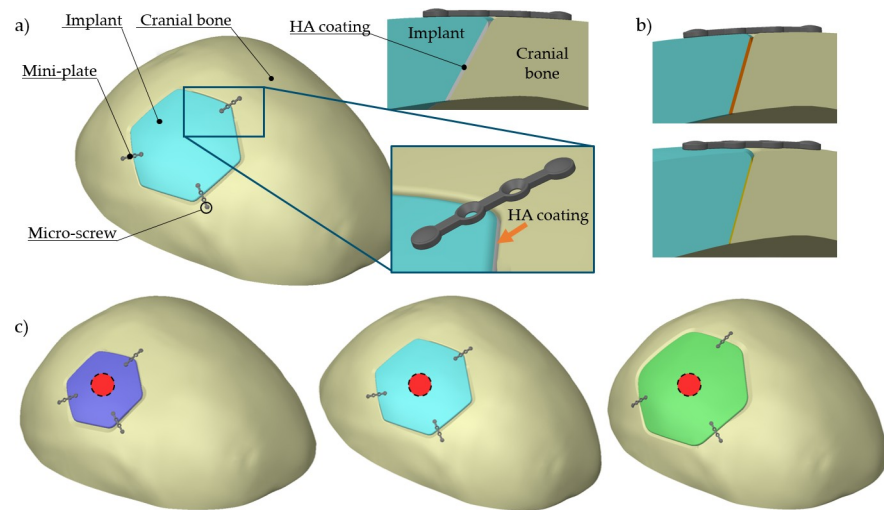 a)
Implant
Cranial bone
Mini-plate
Micro-screw
HA coating
Implant
Cranial
bone
HA coating
b)
c)